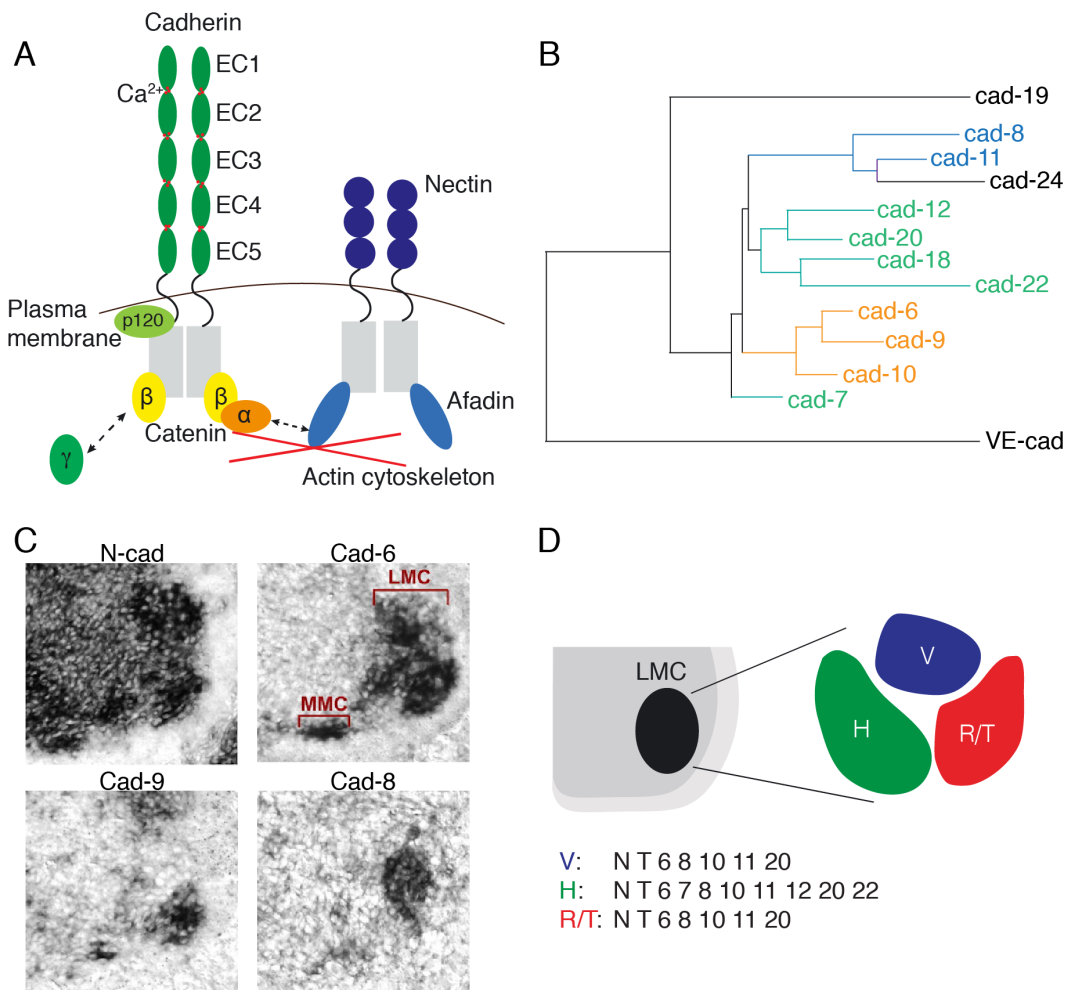 A
Cadherin
Ca2+
EC1
EC2
EC3
EC4
EC5
Nectin
Plasma
membrane
p120
β
β
α
γ
Catenin
Afadin
Actin cytoskeleton
B
cad-19
cad-8
cad-11
cad-24
cad-12
cad-20
cad-18
cad-22
cad-6
cad-9
cad-10
cad-7
VE-cad
C
N-cad
Cad-6
LMC
MMC
Cad-9
Cad-8
D
LMC
V
H
R/T
V: N T 6 8 10 11 20
H: N T 6 7 8 10 11 12 20 22
R/T: N T 6 8 10 11 20